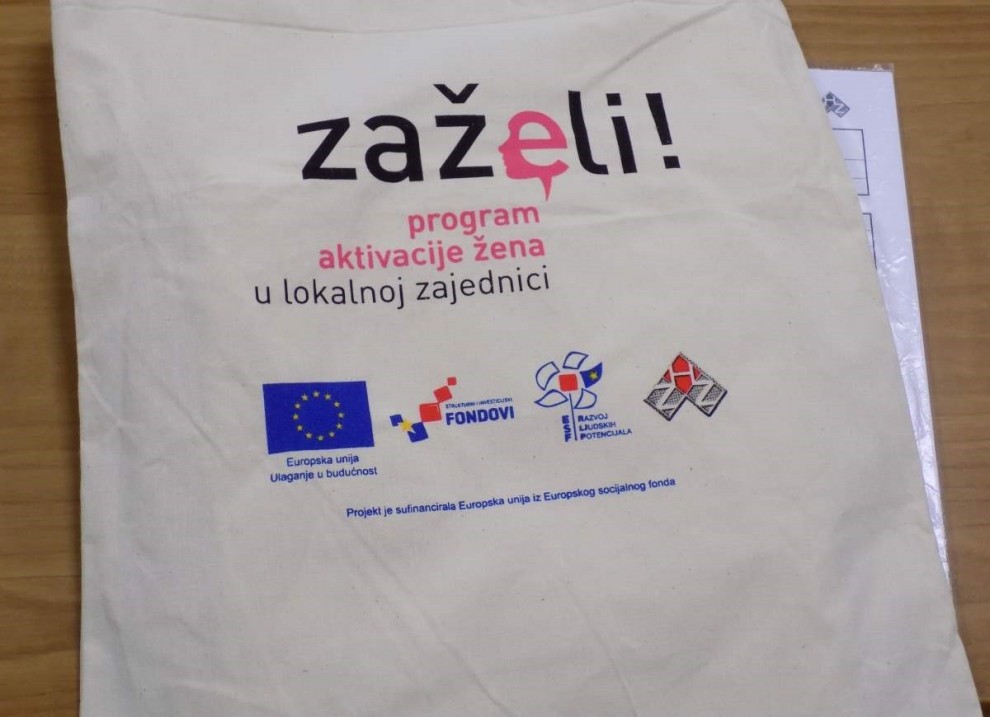 zaželi!
program
aktivacije žena
u lokalnoj zajednici
STRUKTURNI I INVESTICIJSKI
FONDOVI
ESF
RAZVOJ
LJUDSKIH
POTENCIJALA
HZZ
Europska unija
Ulaganje u budućnost
Projekt je sufinancirala Europska unija iz Europskog socijalnog fonda